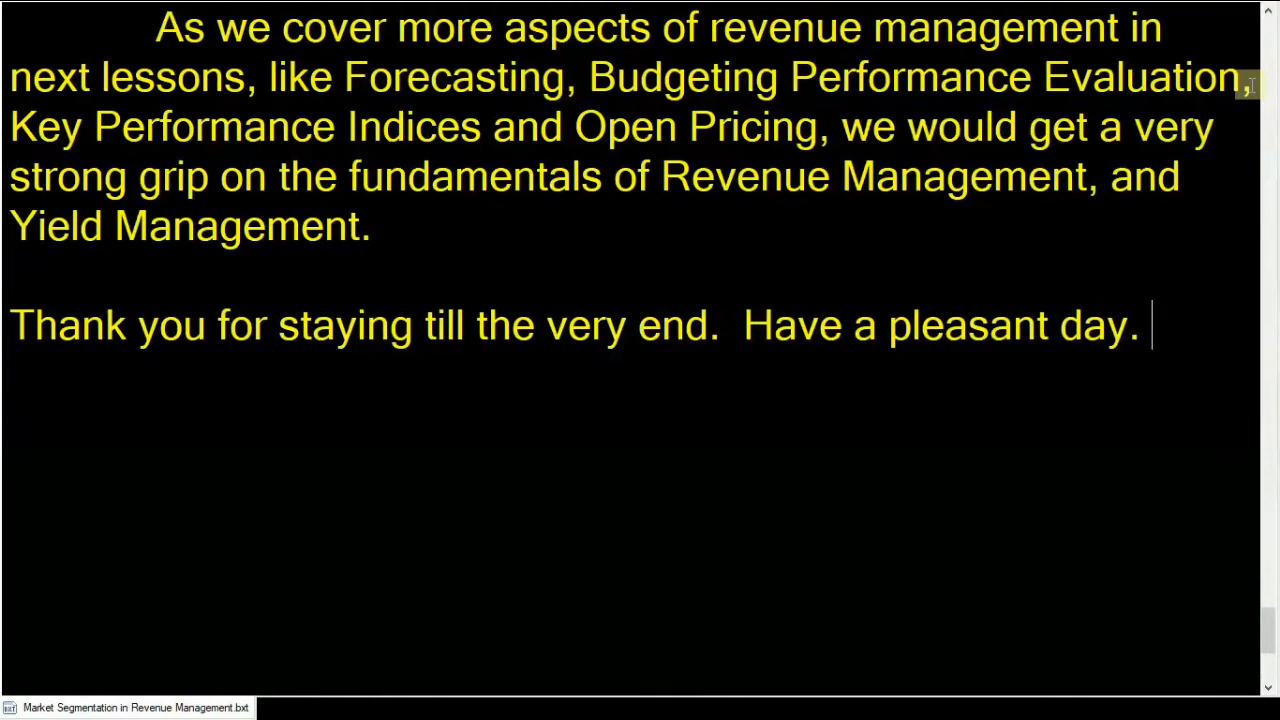 As we cover more aspects of revenue management in
next lessons, like Forecasting, Budgeting Performance Evaluation,
Key Performance Indices and Open Pricing, we would get a very
strong grip on the fundamentals of Revenue Management, and
Yield Management.
Thank you for staying till the very end.  Have a pleasant day.
BXT
Market Segmentation in Revenue Management.bxt